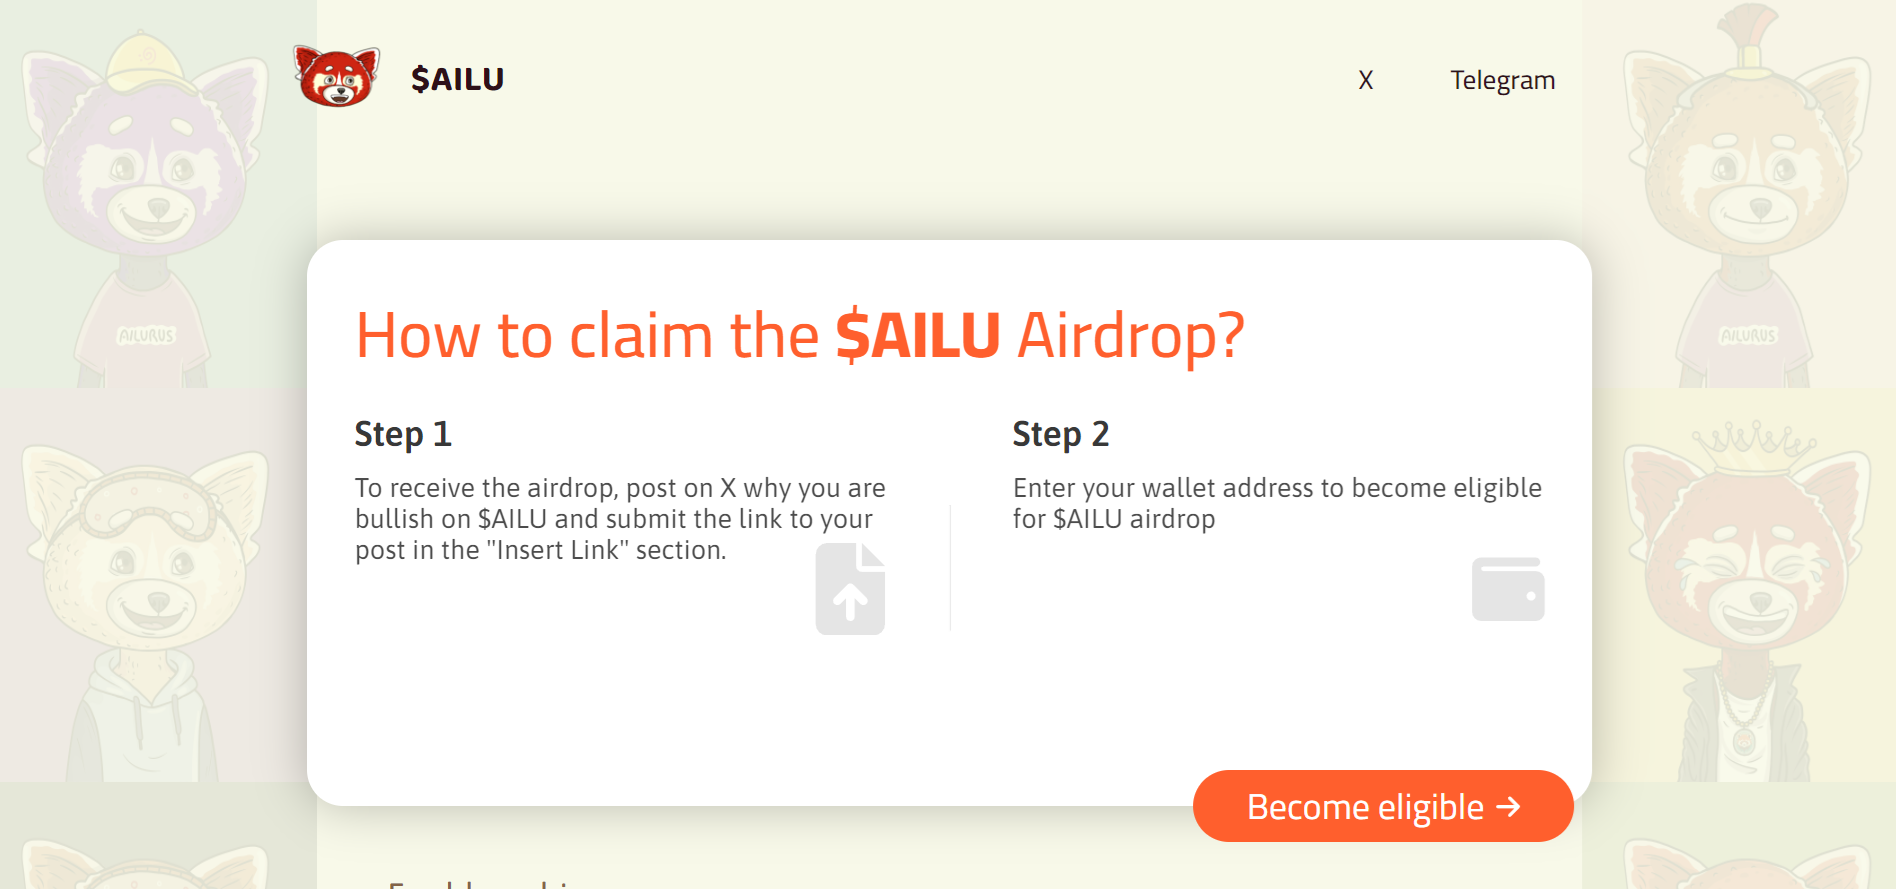 $AILU
X
Telegram
AILURUS
AILURUS
How to claim the $AILU Airdrop?
Step 1
To receive the airdrop, post on X why you are
bullish on $AILU and submit the link to your
post in the "Insert Link" section.
Step 2
Enter your wallet address to become eligible
for $AILU airdrop
Become eligible →